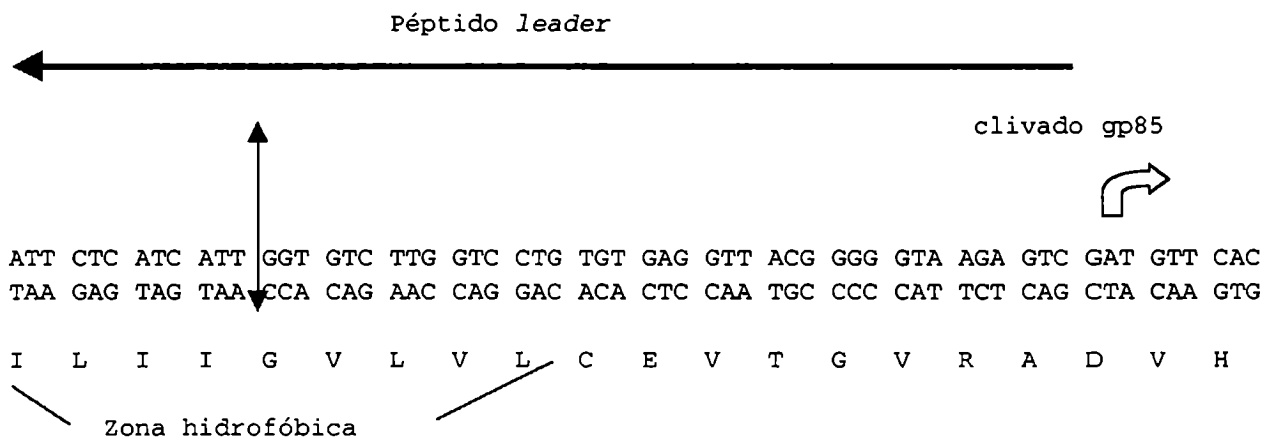 Péptido leader
clivado gp85
ATT CTC ATC ATT GGT GTC TTG GTC CTG TGT GAG GTT ACG GGG GTA AGA GTC GAT GTT CAC
TAA GAG TAG TAA CCA CAG AAC CAG GAC ACA CTC CAA TGC CCC CAT TCT CAG CTA CAA GTG
I L I I G V L V L C E V T G V R A D V H
Zona hidrofóbica